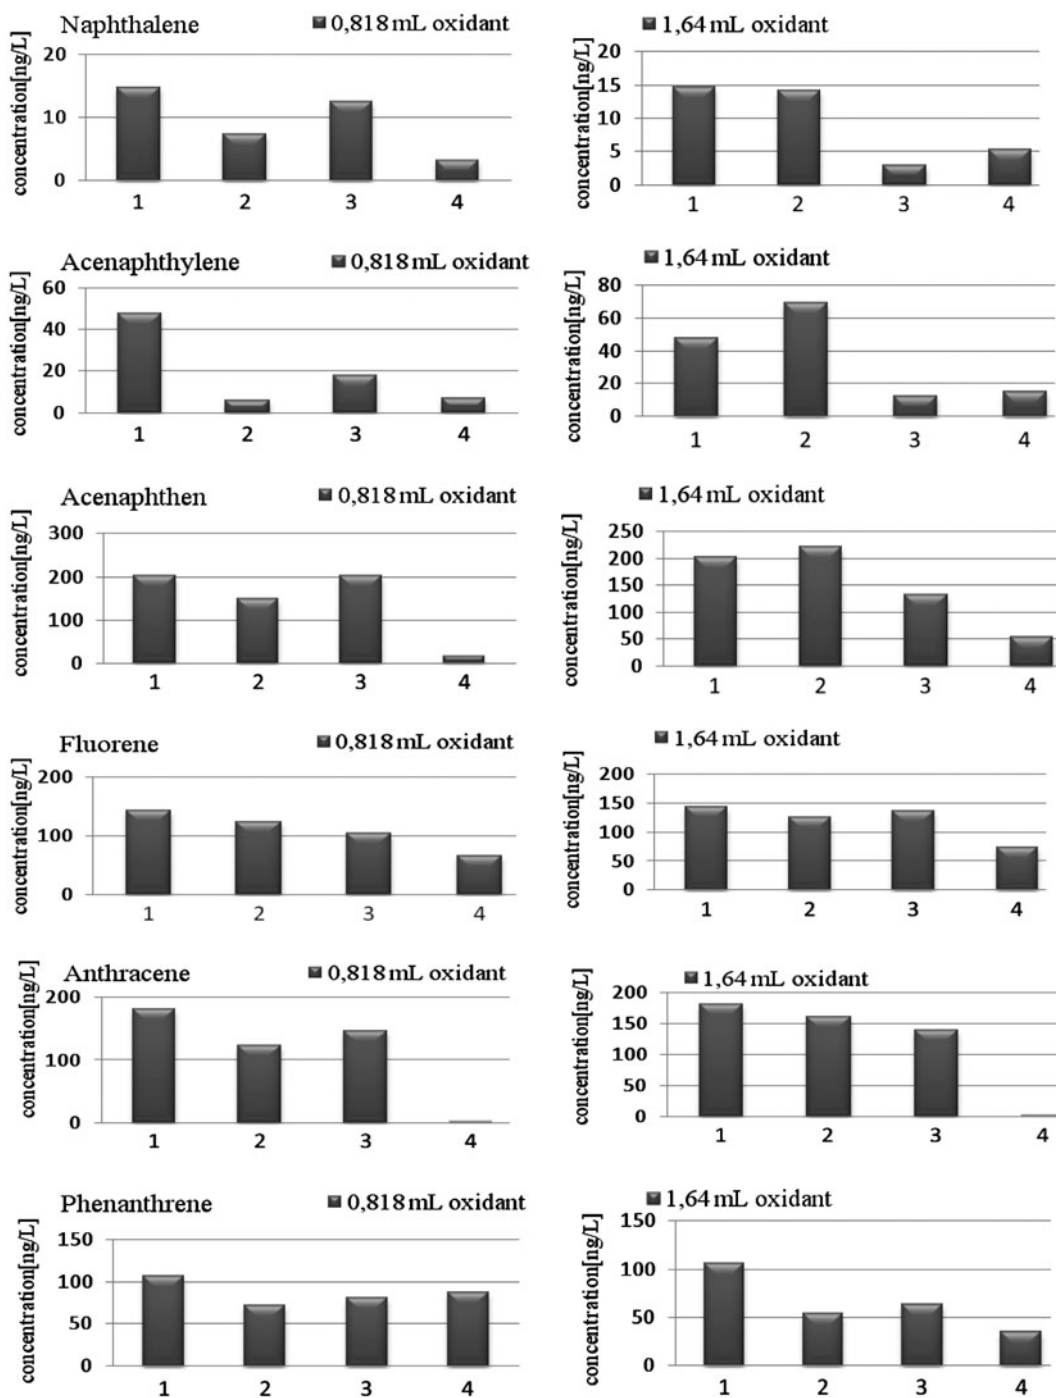 Naphthalene
0,818 mL oxidant
concentration[ng/L]
20
10
0
1 2 3 4
1,64 mL oxidant
concentration[ng/L]
20
15
10
5
0
1 2 3 4
Acenaphthylene
0,818 mL oxidant
concentration[ng/L]
60
40
20
0
1 2 3 4
1,64 mL oxidant
concentration[ng/L]
80
60
40
20
0
1 2 3 4
Acenaphthen
0,818 mL oxidant
concentration[ng/L]
300
200
100
0
1 2 3 4
1,64 mL oxidant
concentration[ng/L]
250
200
150
100
50
0
1 2 3 4
Fluorene
0,818 mL oxidant
concentration[ng/L]
200
100
0
1 2 3 4
1,64 mL oxidant
concentration[ng/L]
200
150
100
50
0
1 2 3 4
Anthracene
0,818 mL oxidant
concentration[ng/L]
200
100
0
1 2 3 4
1,64 mL oxidant
concentration[ng/L]
200
150
100
50
0
1 2 3 4
Phenanthrene
0,818 mL oxidant
concentration[ng/L]
150
100
50
0
1 2 3 4
1,64 mL oxidant
concentration[ng/L]
150
100
50
0
1 2 3 4